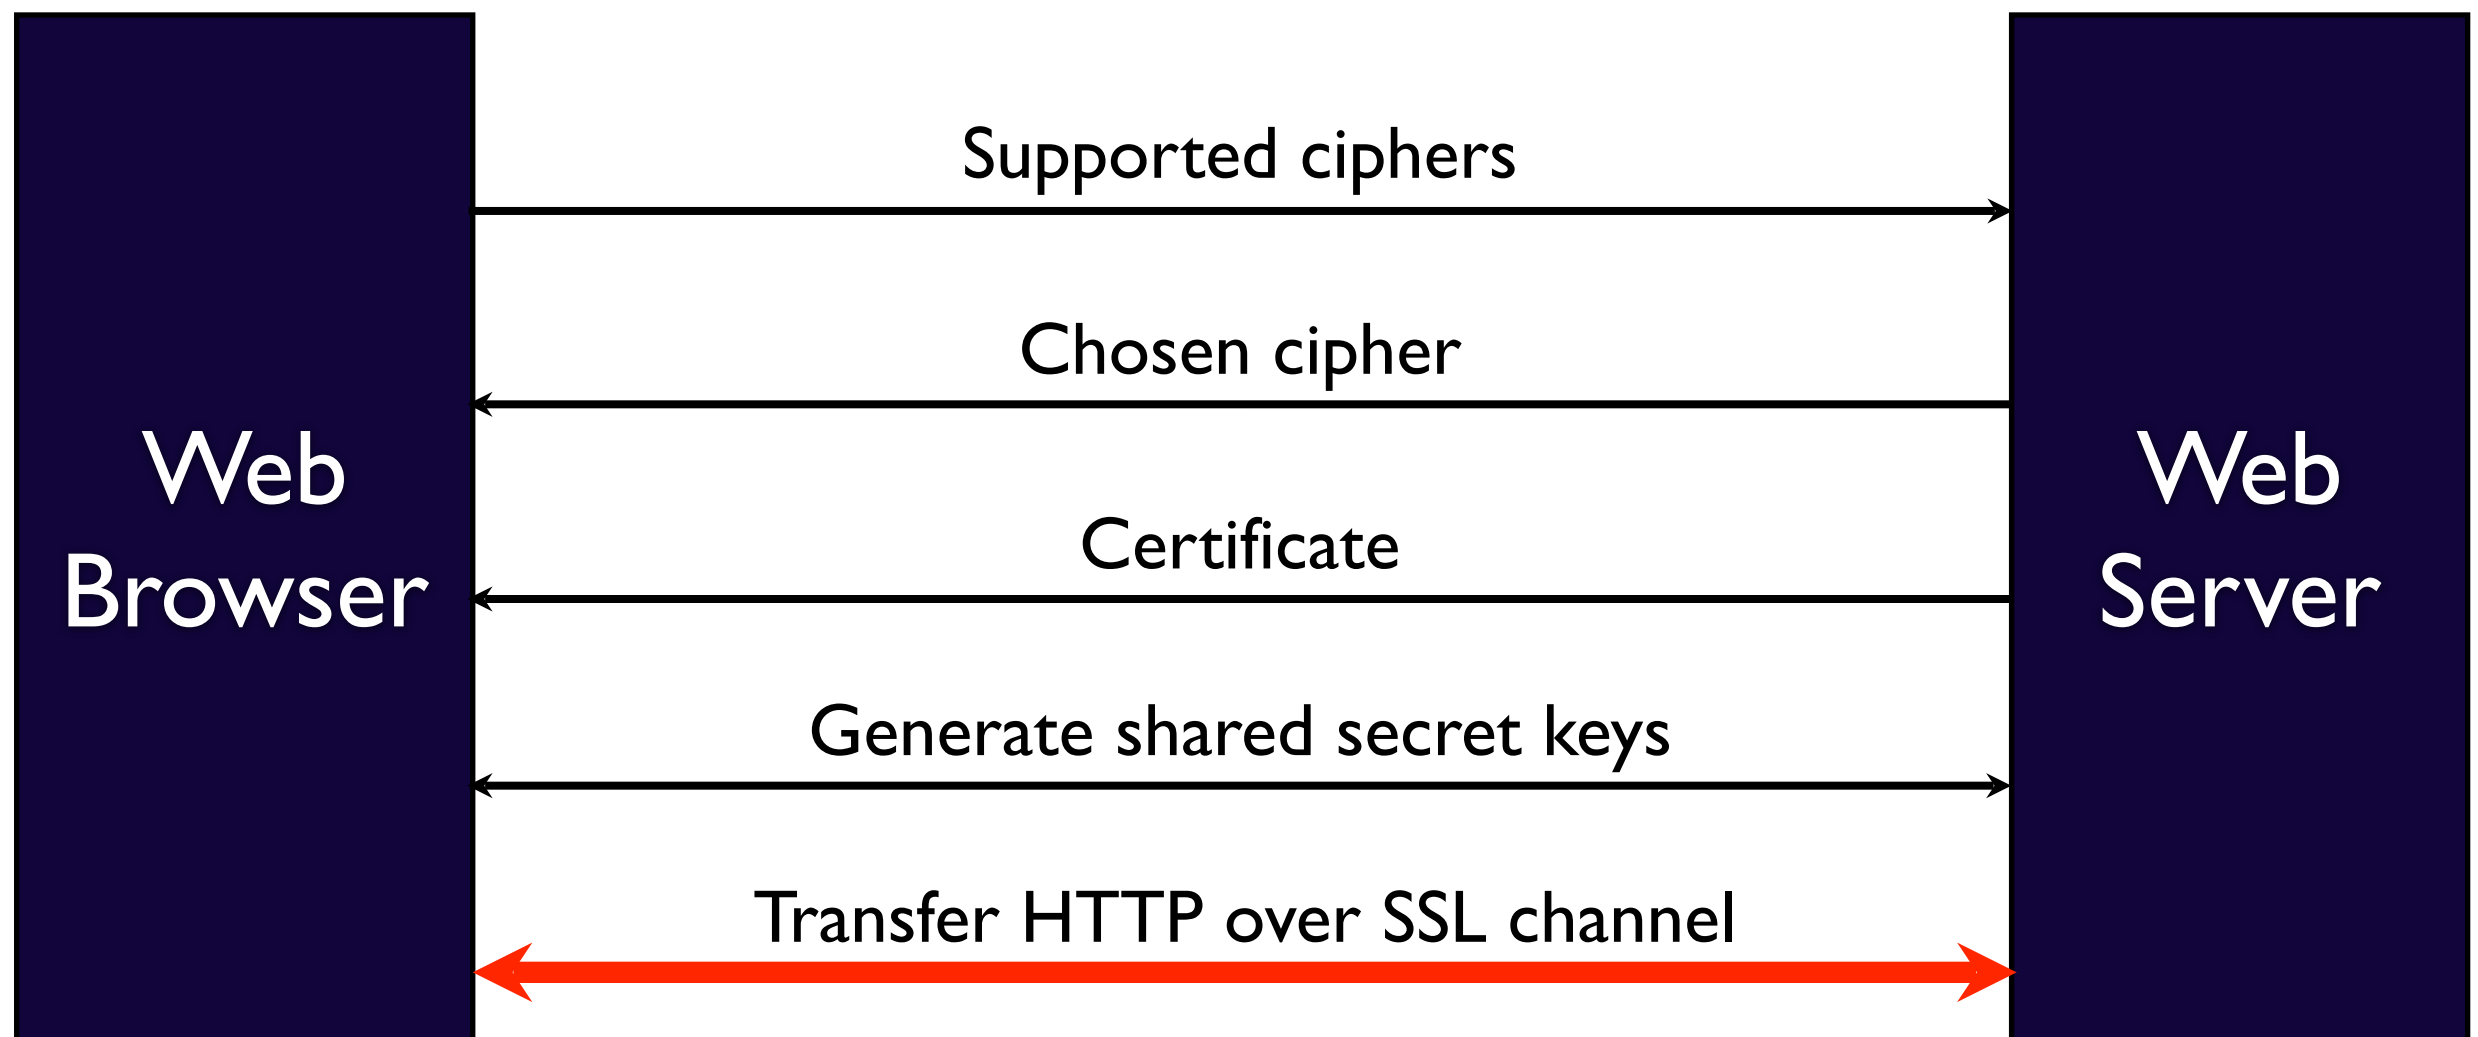 Supported ciphers
Chosen cipher
Web
Browser
Certificate
Web
Server
Generate shared secret keys
Transfer HTTP over SSL channel